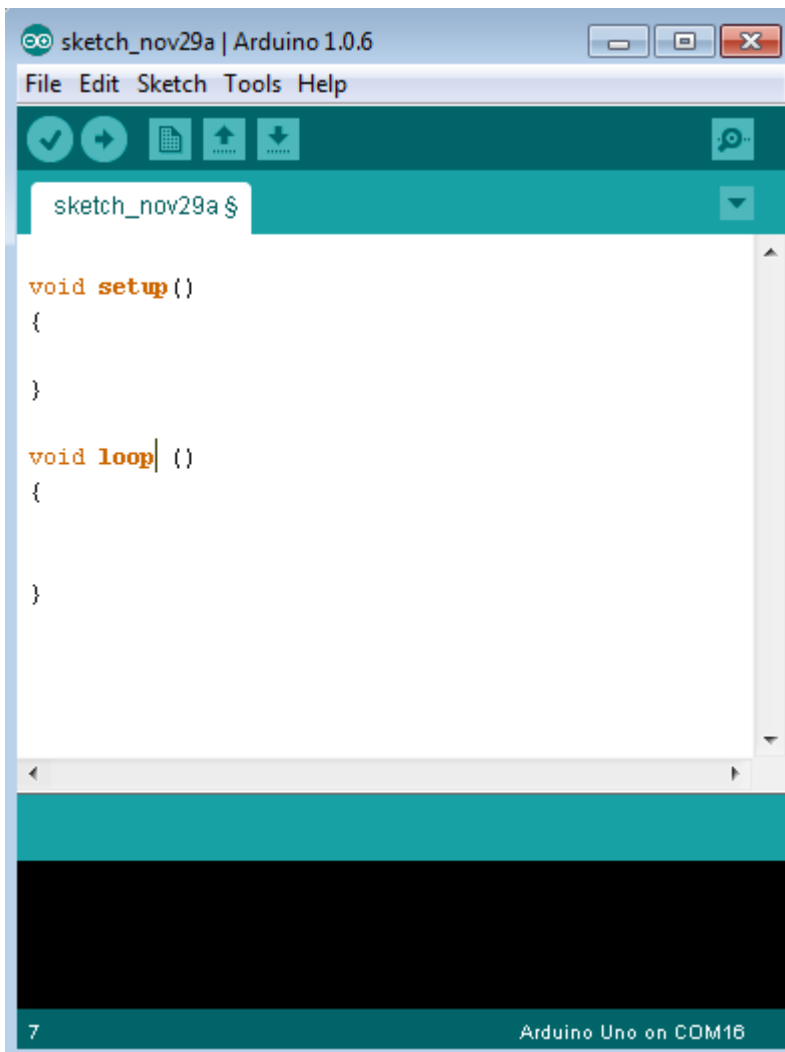 sketch_nov29a | Arduino 1.0.6
File Edit Sketch Tools Help
sketch_nov29a §
void setup()
{
}
void loop ()
{
}
7 Arduino Uno on COM16